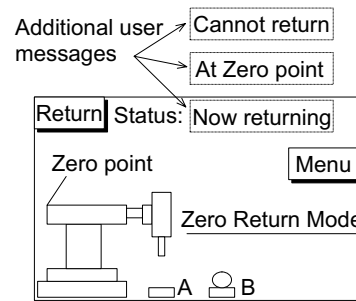 Additional user
messages
Cannot return
At Zero point
Return Status: Now returning
Zero point
Menu
Zero Return Mode
A B